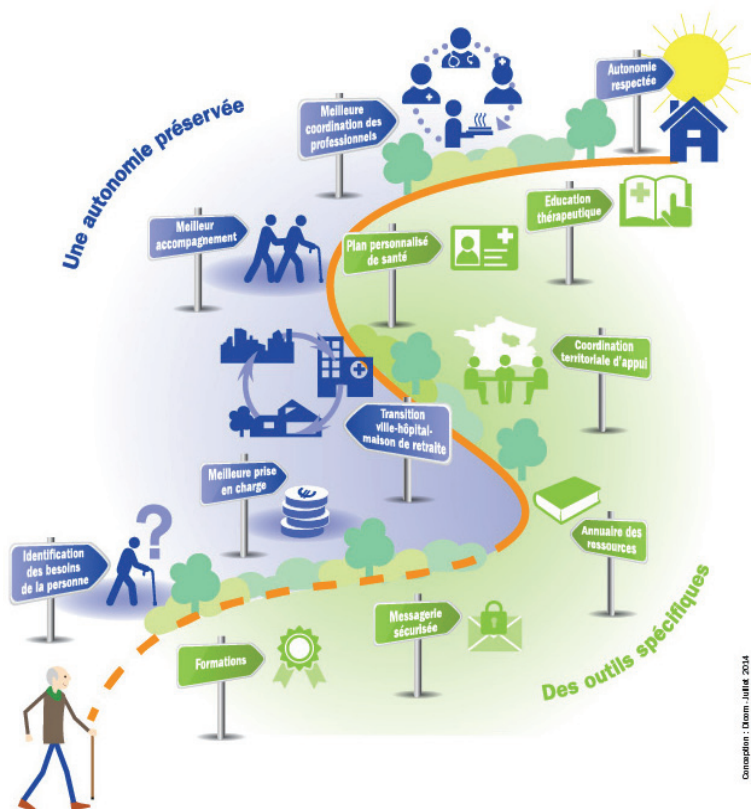 Autonomie
respectée
Meilleure
coordination des
professionnels
Une autonomie préservée
Education
thérapeutique
Meilleur
accompagnement
Plan personnalisé
de santé
Coordination
territoriale d'appui
Transition
ville-hôpital-
maison de retraite
Meilleure prise
en charge
Annuaire des
ressources
Identification
des besoins
de la personne
Messagerie
sécurisée
Formations
Des outils spécifiques
Conception : Dicom - Juillet 2014